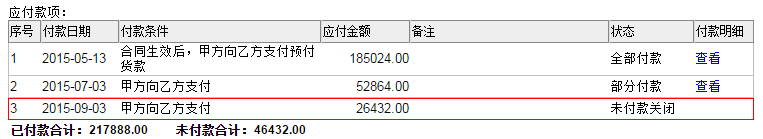 应付款项：
序号 付款日期 付款条件 应付金额 备注 状态 付款明细
1 2015-05-13 合同生效后，甲方向乙方支付预付货款 185024.00 全部付款 查看
2 2015-07-03 甲方向乙方支付 52864.00 部分付款 查看
3 2015-09-03 甲方向乙方支付 26432.00 未付款关闭
已付款合计：217888.00 未付款合计：46432.00